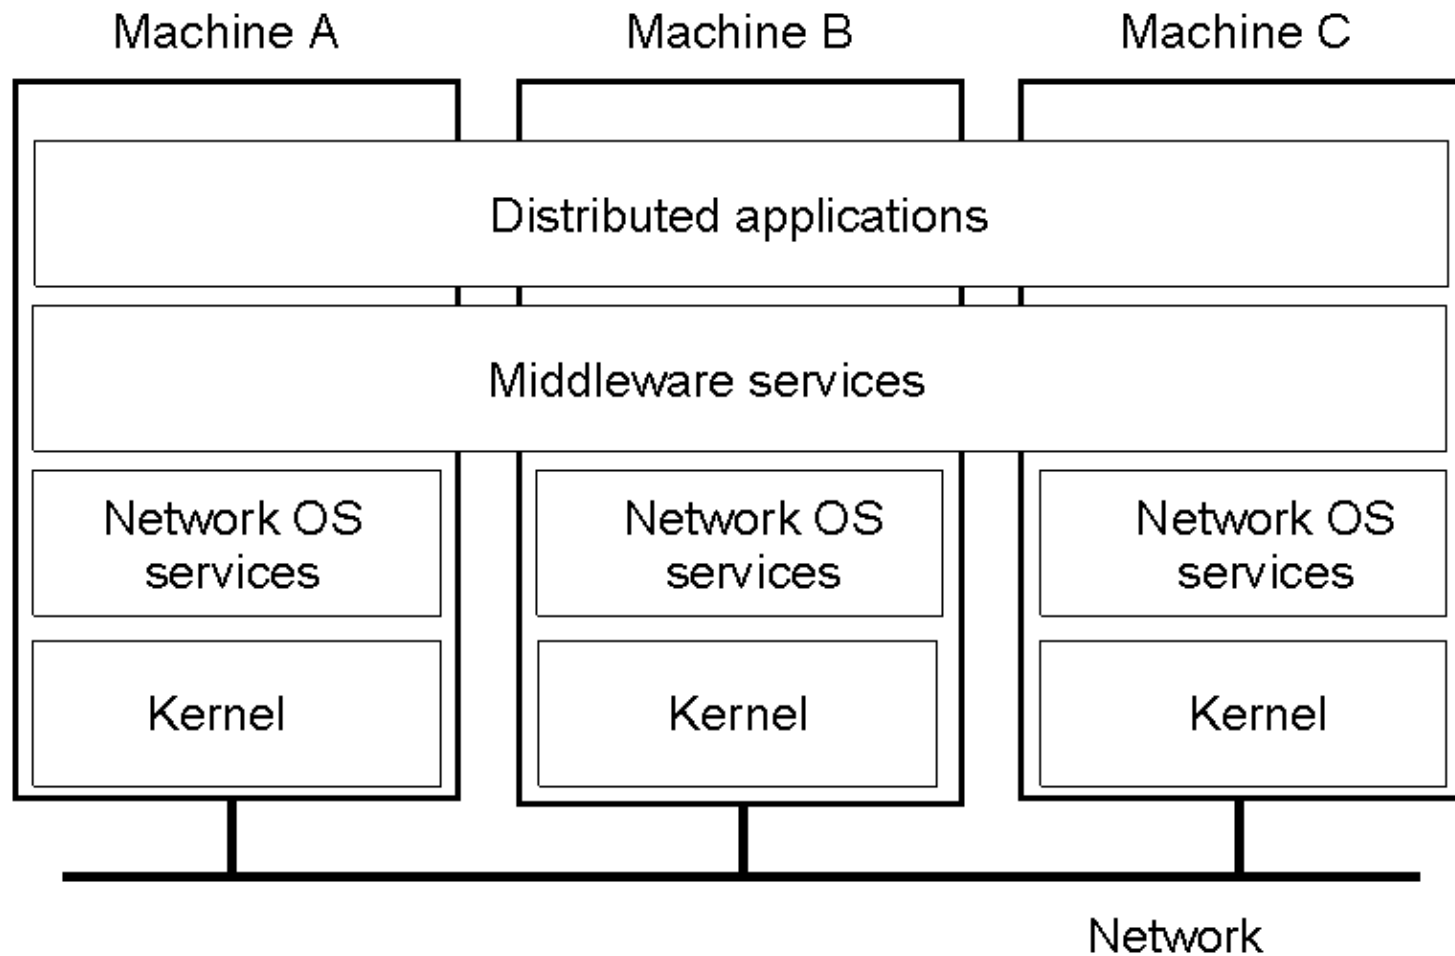 Machine A
Machine B
Machine C
Distributed applications
Middleware services
Network OS
services
Network OS
services
Network OS
services
Kernel
Kernel
Kernel
Network